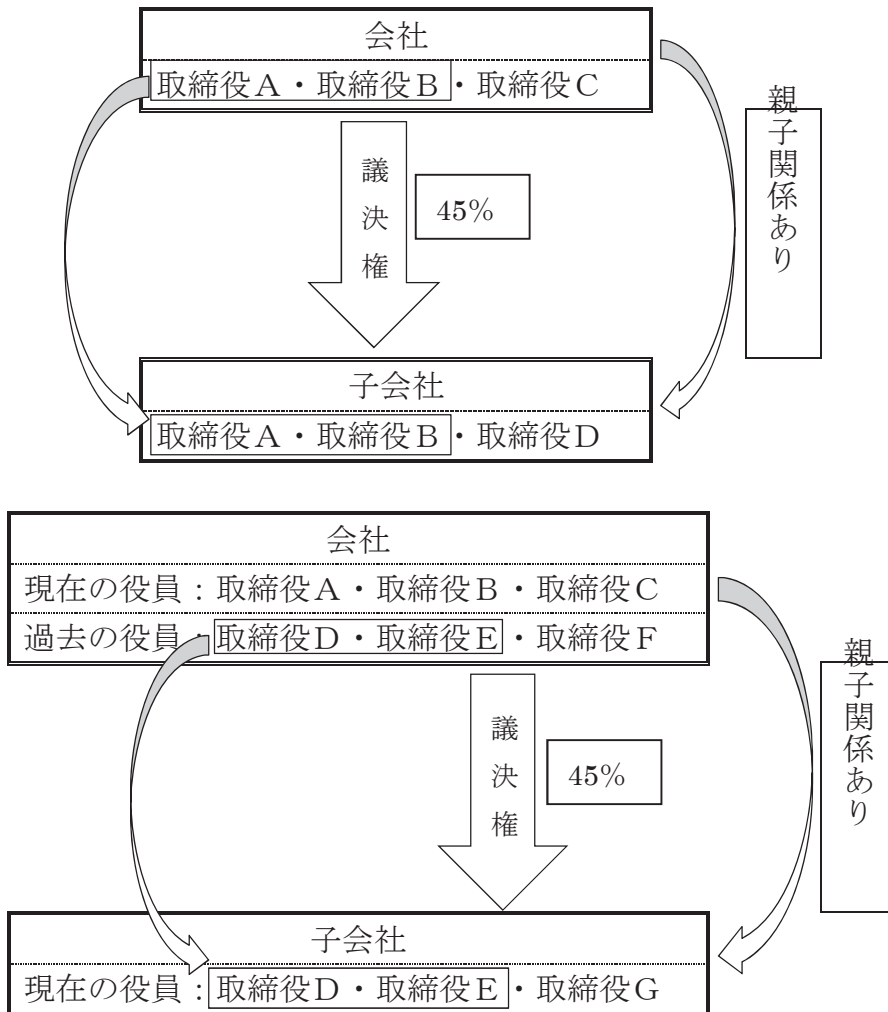 会社
取締役A・取締役B・取締役C
議決権
45%
親子関係あり
子会社
取締役A・取締役B・取締役D
会社
現在の役員：取締役A・取締役B・取締役C
過去の役員：取締役D・取締役E・取締役F
議決権
45%
親子関係あり
子会社
現在の役員：取締役D・取締役E・取締役G